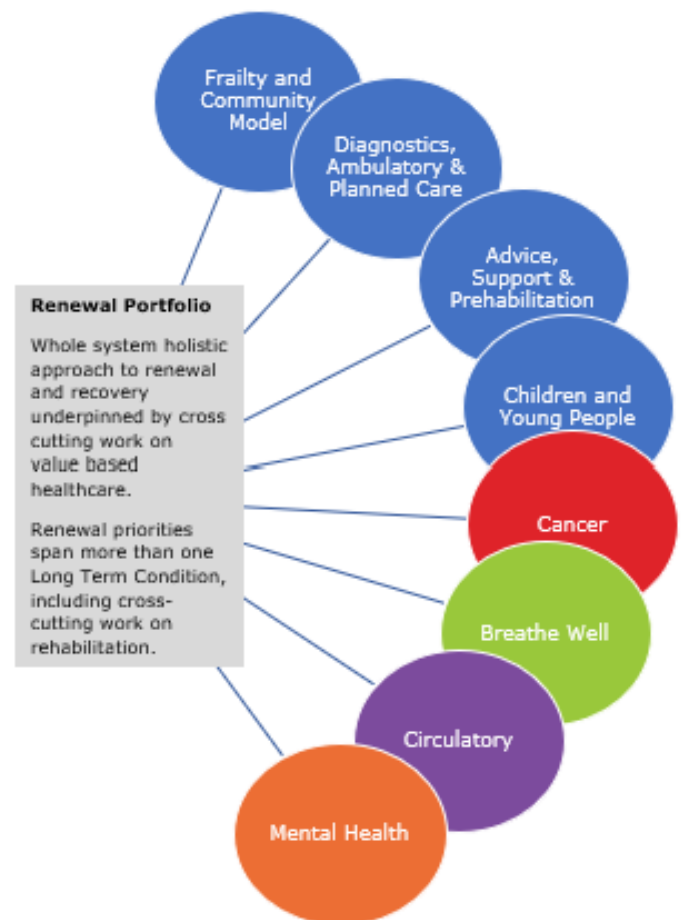 Frailty and
Community
Model
Diagnostics,
Ambulatory &
Planned Care
Advice,
Support &
Prehabilitation
Children and
Young People
Cancer
Breathe Well
Circulatory
Mental Health
Renewal Portfolio
Whole system holistic
approach to renewal
and recovery
underpinned by cross
cutting work on
value based
healthcare.
Renewal priorities
span more than one
Long Term Condition,
including cross-
cutting work on
rehabilitation.